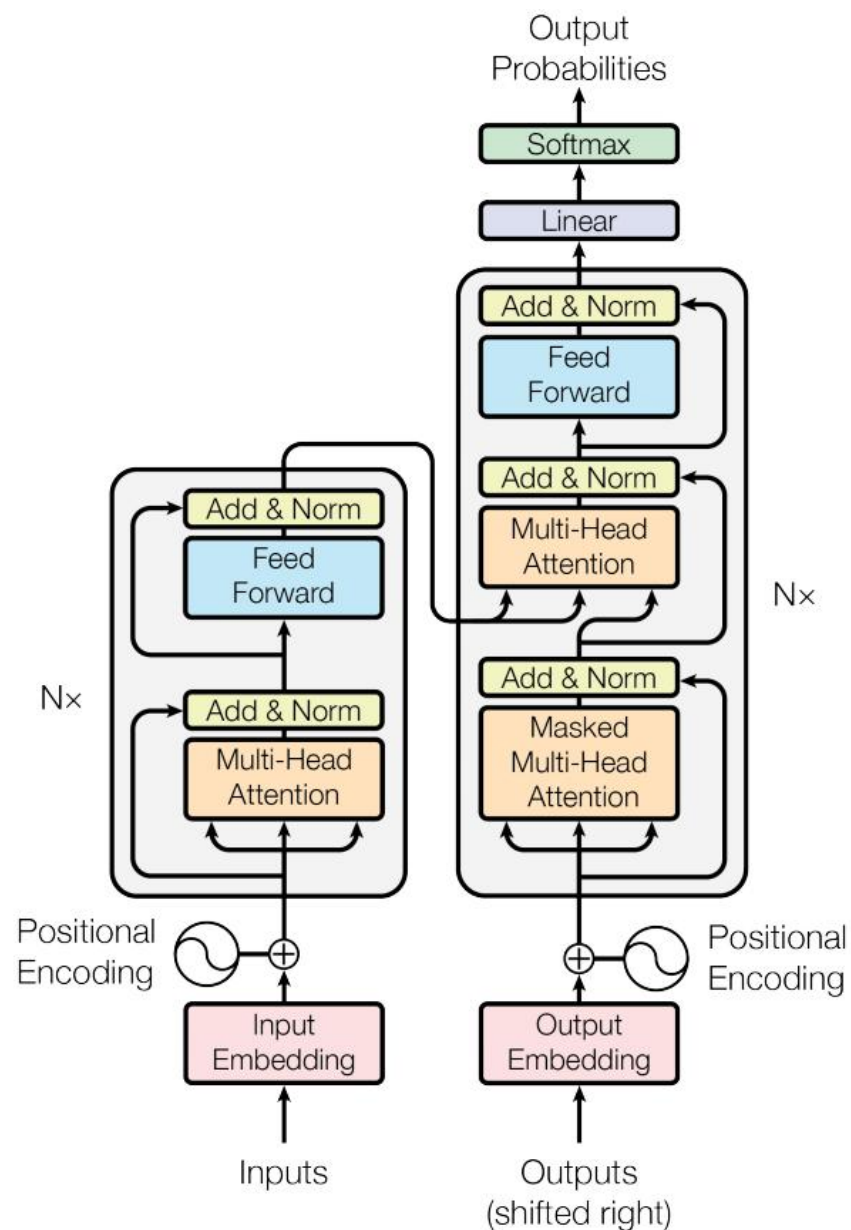 Output
Probabilities
Softmax
Linear
Add & Norm
Feed
Forward
Add & Norm
Multi-Head
Attention
Nx
Add & Norm
Masked
Multi-Head
Attention
Add & Norm
Feed
Forward
Nx
Add & Norm
Multi-Head
Attention
Positional
Encoding
Positional
Encoding
Input
Embedding
Output
Embedding
Inputs
Outputs
(shifted right)